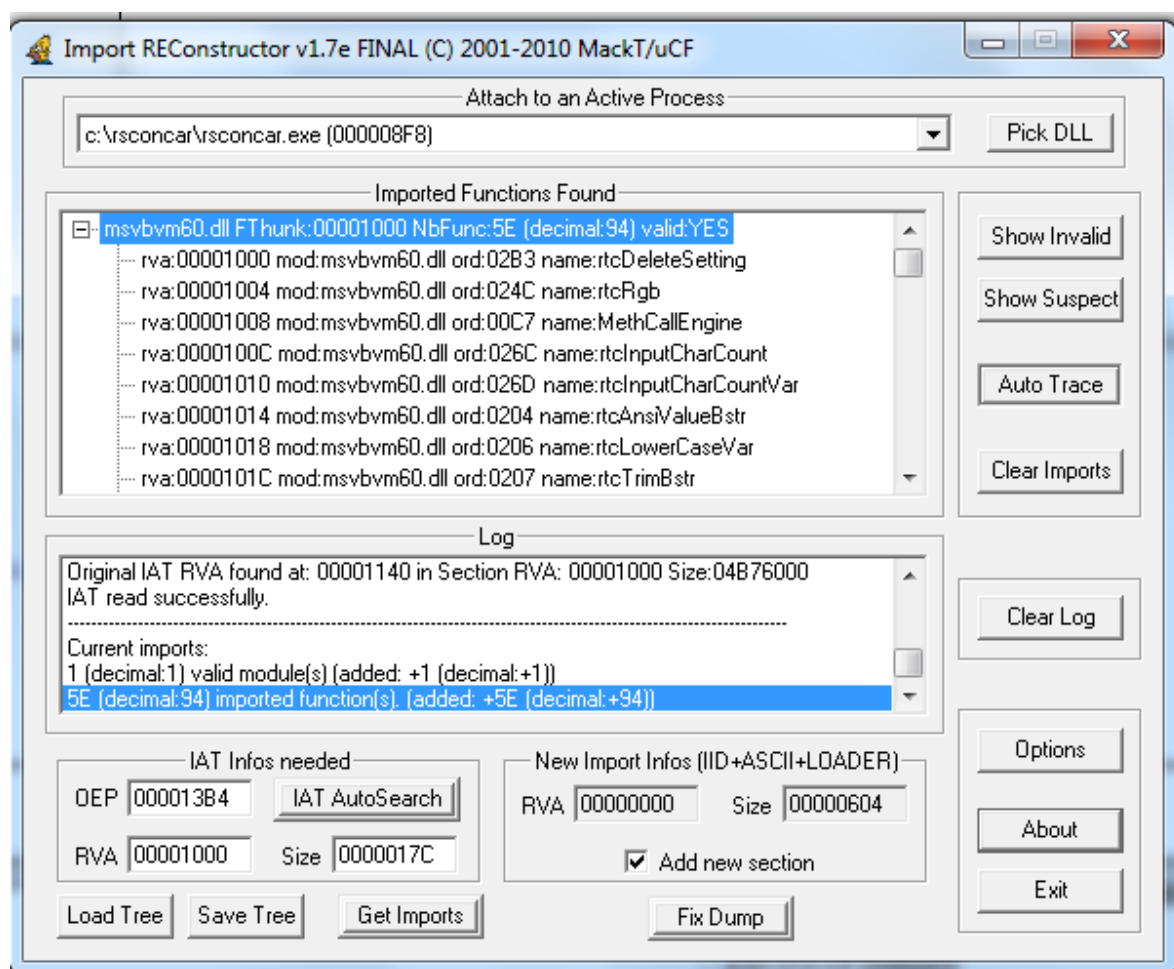 Import REConstructor v1.7e FINAL (C) 2001-2010 MackT/uCF
Attach to an Active Process
c:\rsconcar\rsconcar.exe (000008F8)
Pick DLL
Imported Functions Found
msvbvm60.dll FThunk:00001000 NbFunc:5E (decimal:94) valid:YES
rva:00001000 mod:msvbvm60.dll ord:02B3 name:rtcDeleteSetting
rva:00001004 mod:msvbvm60.dll ord:024C name:rtcRgb
rva:00001008 mod:msvbvm60.dll ord:00C7 name:MethCallEngine
rva:0000100C mod:msvbvm60.dll ord:026C name:rtcInputCharCount
rva:00001010 mod:msvbvm60.dll ord:026D name:rtcInputCharCountVar
rva:00001014 mod:msvbvm60.dll ord:0204 name:rtcAnsiValueBstr
rva:00001018 mod:msvbvm60.dll ord:0206 name:rtcLowerCaseVar
rva:0000101C mod:msvbvm60.dll ord:0207 name:rtcTrimBstr
Show Invalid
Show Suspect
Auto Trace
Clear Imports
Log
Original IAT RVA found at: 00001140 in Section RVA: 00001000 Size:04B76000
IAT read successfully.
Current imports:
1 (decimal:1) valid module(s) (added: +1 (decimal:+1))
5E (decimal:94) imported function(s). (added: +5E (decimal:+94))
Clear Log
IAT Infos needed
OEP 000013B4 IAT AutoSearch
RVA 00001000 Size 0000017C
New Import Infos (IID+ASCII+LOADER)
RVA 00000000 Size 00000604
Add new section
Options
About
Exit
Load Tree Save Tree Get Imports Fix Dump